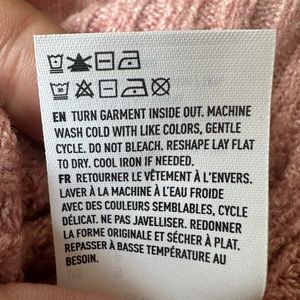 EN TURN GARMENT INSIDE OUT. MACHINE
WASH COLD WITH LIKE COLORS, GENTLE
CYCLE. DO NOT BLEACH. RESHAPE LAY FLAT
TO DRY. COOL IRON IF NEEDED.
FR RETOURNER LE VÊTEMENT À L'ENVERS.
LAVER À LA MACHINE À L'EAU FROIDE
AVEC DES COULEURS SEMBLABLES, CYCLE
DÉLICAT. NE PAS JAVELLISER. REDONNER
LA FORME ORIGINALE ET SÉCHER À PLAT.
REPASSER À BASSE TEMPÉRATURE AU
BESOIN.